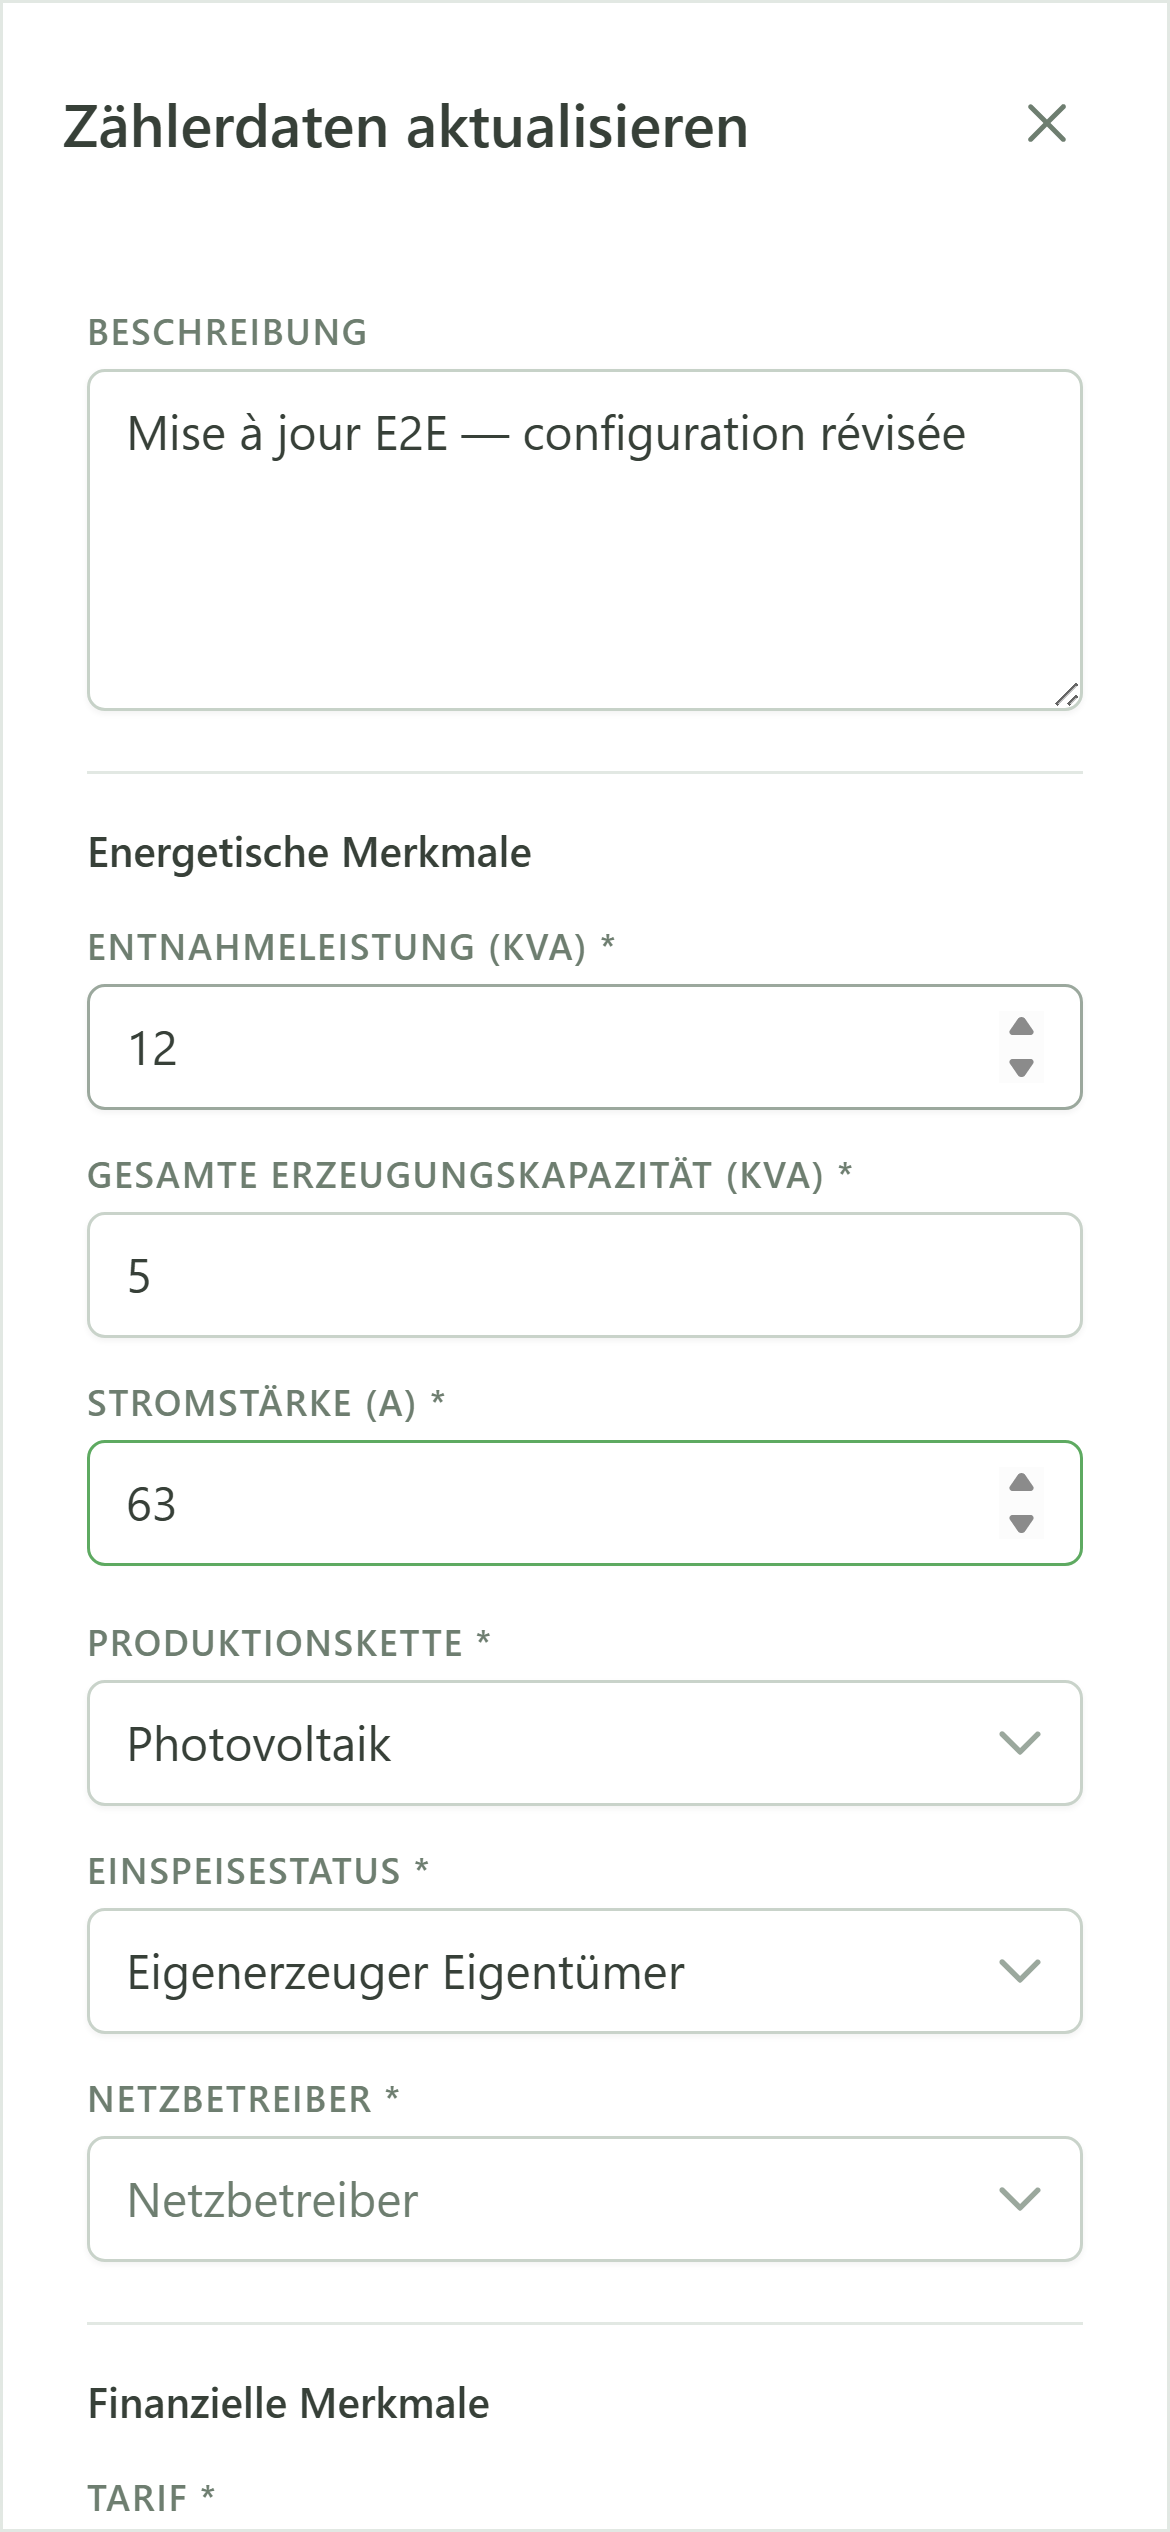 Zählerdaten aktualisieren
BESCHREIBUNG
Mise à jour E2E — configuration révisée
Energetische Merkmale
ENTNAHMELEISTUNG (KVA) *
12
GESAMTE ERZEUGUNGSKAPAZITÄT (KVA) *
5
STROMSTÄRKE (A) *
63
PRODUKTIONSKETTE *
Photovoltaik
EINSPEISESTATUS *
Eigenerzeuger Eigentümer
NETZBETREIBER *
Netzbetreiber
Finanzielle Merkmale
TARIF *